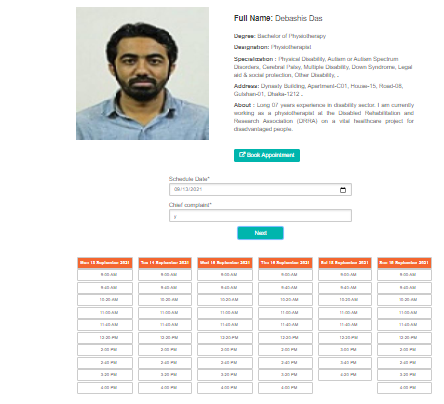 Full Name: Debashis Das
Degree: Bachelor of Physiotherapy
Designation: Physiotherapist
Specialization : Physical Disability, Autism or Autism Spectrum
Disorders, Cerebral Palsy, Multiple Disability, Down Syndrome, Legal
aid & social protection, Other Disability, ..
Address: Dynasty Building, Apartment-C01, House-15, Road-08,
Gulshan-01, Dhaka-1212 ..
About : Long 07 years experience in disability sector. I am currently
working as a physiotherapist at the Disabled Rehabilitation and
Research Association (DRRA) on a vital healthcare project for
disadvantaged people.
Book Appointment
Schedule Date*
09/13/2021
Chief complaint*
y
Next
Mon 13 September 2021 Tue 14 September 2021 Wed 15 September 2021 Thu 16 September 2021 Sat 18 September 2021 Sun 19 September 2021
9:00 AM 9:00 AM 9:00 AM 9:00 AM 9:00 AM 9:00 AM
9:40 AM 9:40 AM 9:40 AM 9:40 AM 9:40 AM 9:40 AM
10:20 AM 10:20 AM 10:20 AM 10:20 AM 10:20 AM 10:20 AM
11:00 AM 11:00 AM 11:00 AM 11:00 AM 11:00 AM 11:00 AM
11:40 AM 11:40 AM 11:40 AM 11:40 AM 11:40 AM 11:40 AM
12:20 PM 12:20 PM 12:20 PM 12:20 PM 12:20 PM 12:20 PM
2:00 PM 2:00 PM 2:00 PM 2:00 PM 3:00 PM 2:00 PM
2:40 PM 2:40 PM 2:40 PM 2:40 PM 3:40 PM 2:40 PM
3:20 PM 3:20 PM 3:20 PM 3:20 PM 4:20 PM 3:20 PM
4:00 PM 4:00 PM 4:00 PM 4:00 PM 4:00 PM